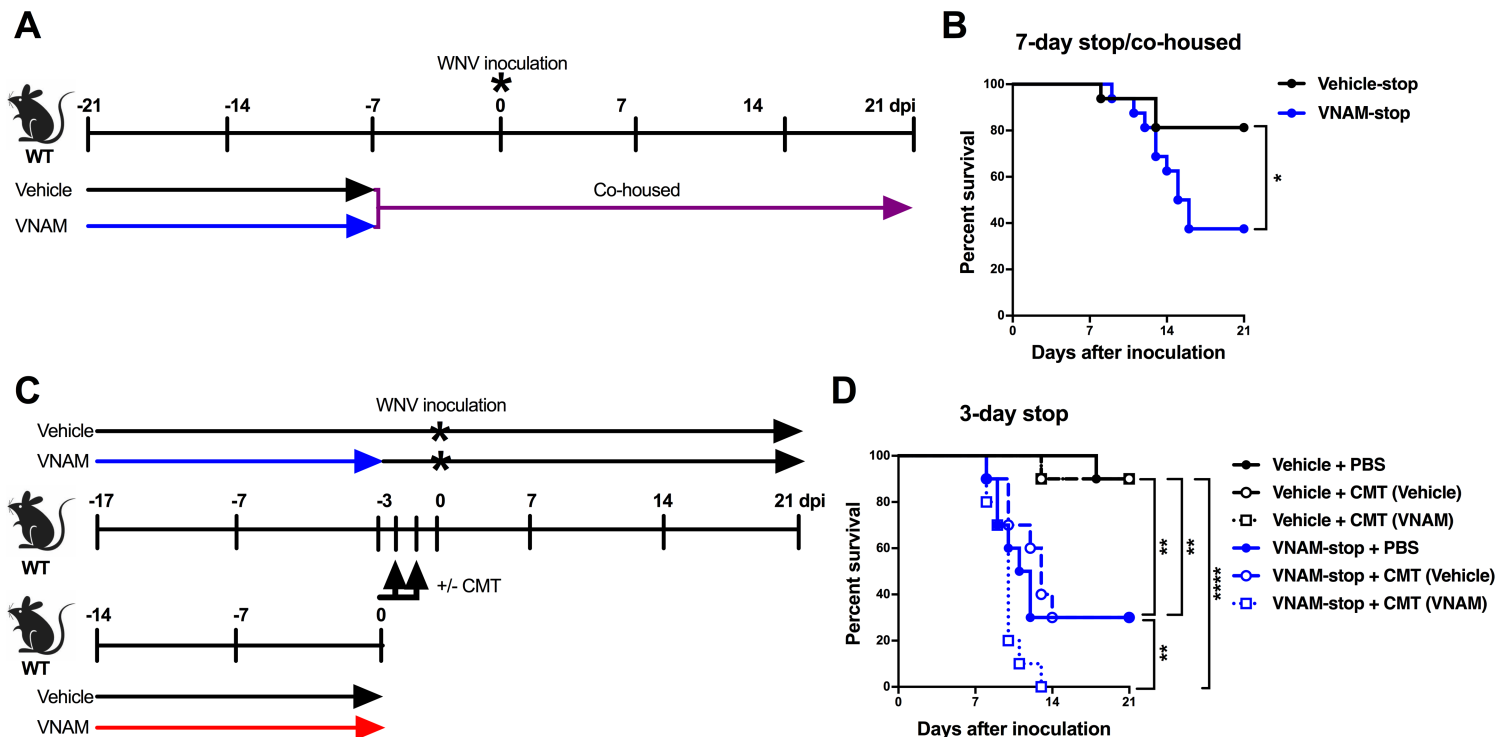 A
WNV inoculation
*
-21 -14 -7 0 7 14 21 dpi
WT
Vehicle
VNAM
Co-housed
B
7-day stop/co-housed
Percent survival
100
80
60
40
20
0
0 7 14 21
Days after inoculation
Vehicle-stop
VNAM-stop
*
C
WNV inoculation
Vehicle
*
VNAM
*
-17 -7 -3 0 7 14 21 dpi
WT
+/- CMT
-14 -7 0
WT
Vehicle
VNAM
D
3-day stop
Percent survival
100
80
60
40
20
0
0 7 14 21
Days after inoculation
**
**
****
**
Vehicle + PBS
Vehicle + CMT (Vehicle)
Vehicle + CMT (VNAM)
VNAM-stop + PBS
VNAM-stop + CMT (Vehicle)
VNAM-stop + CMT (VNAM)